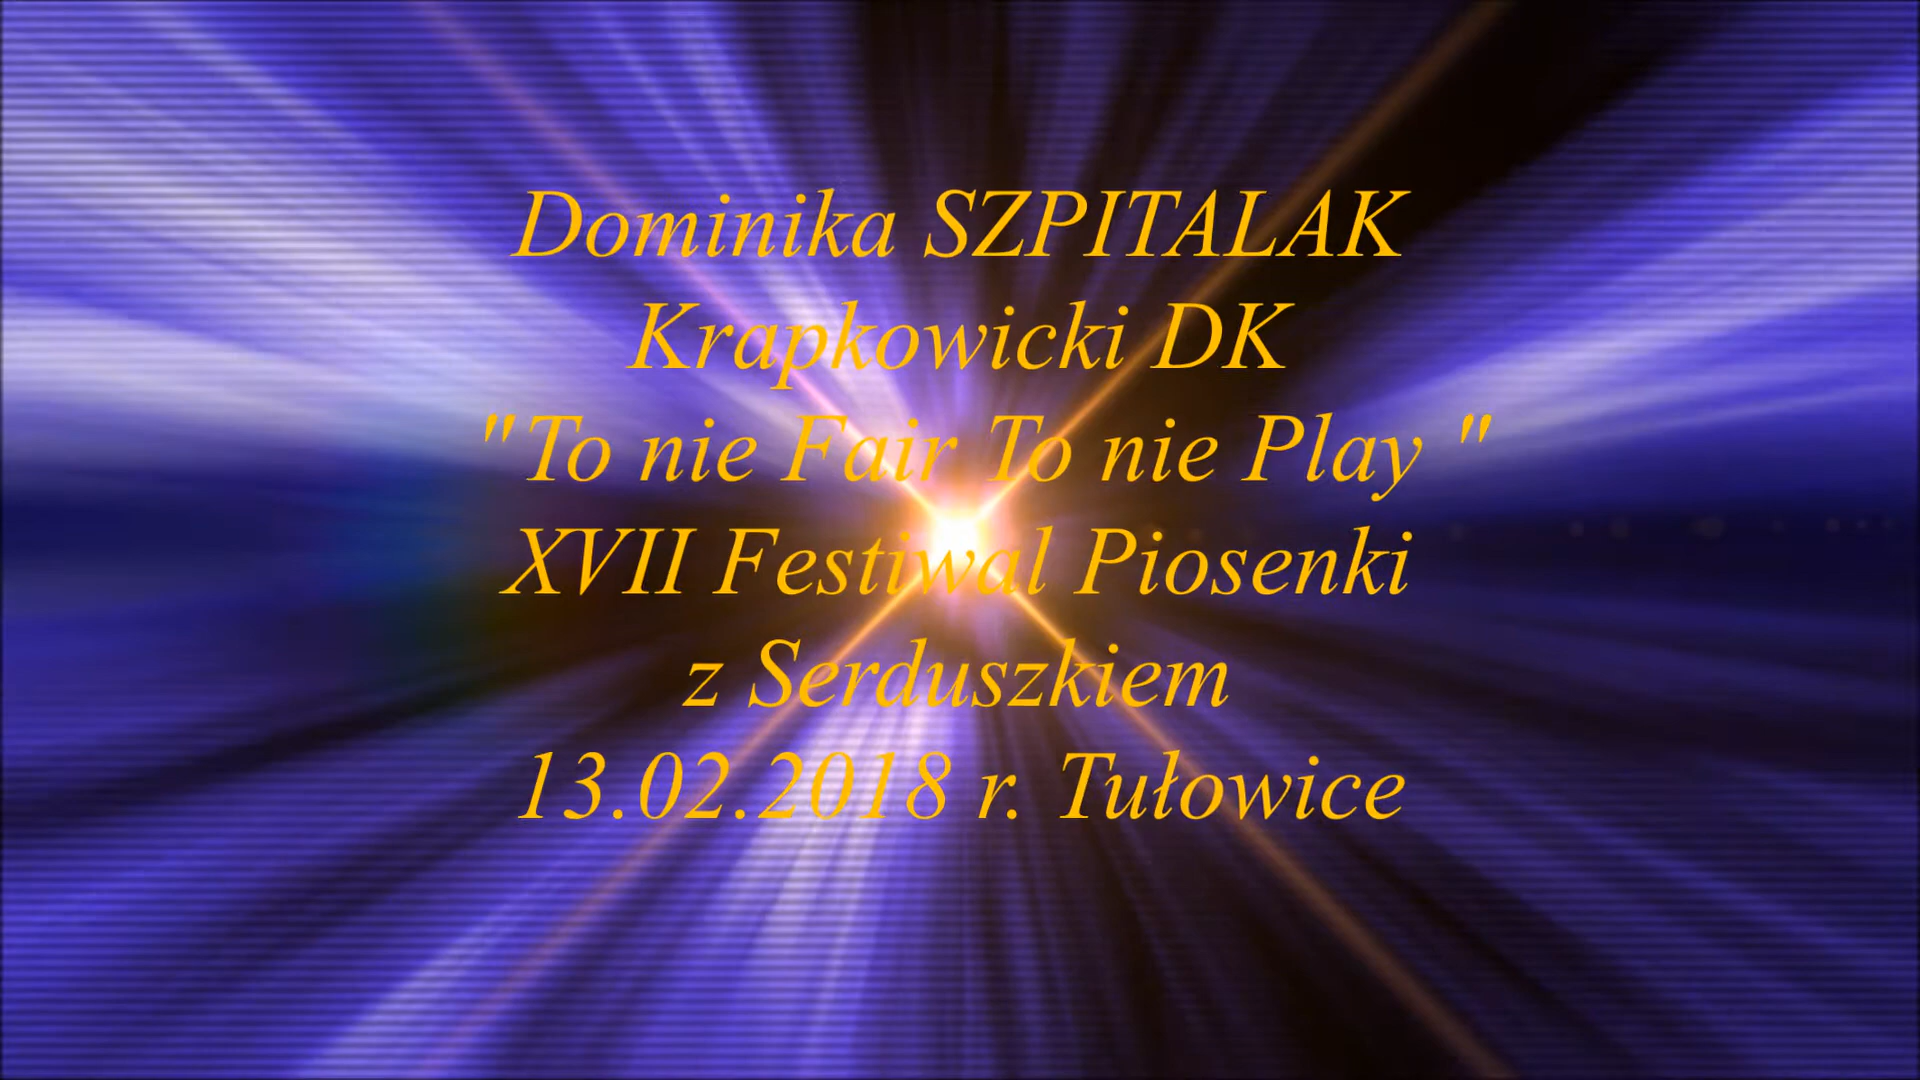 Dominika SZPITALAK
Krapkowicki DK
"To nie Fair To nie Play "
XVII Festiwal Piosenki
z Serduszkiem
13.02.2018 r. Tułowice